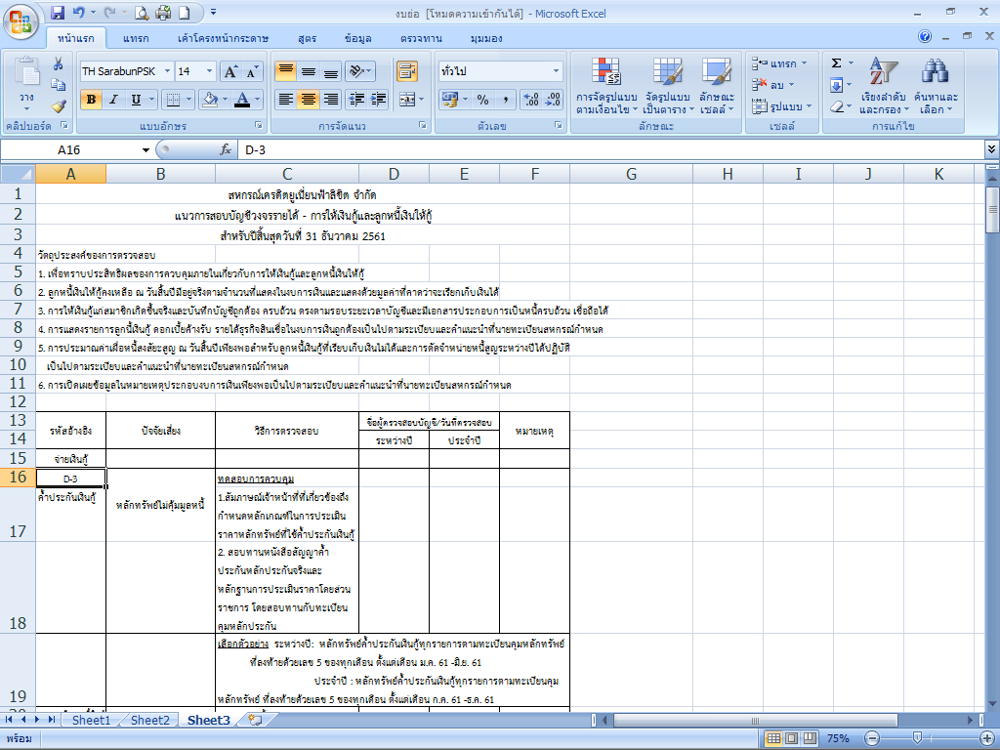 งบย่อ [โหมดความเข้ากันได้] - Microsoft Excel
หน้าแรก แทรก เค้าโครงหน้ากระดาษ สูตร ข้อมูล ตรวจทาน มุมมอง
วาง
คลิปบอร์ด
TH SarabunPSK 14
B I U
แบบอักษร
การจัดแนว
ทั่วไป
ตัวเลข
การจัดรูปแบบตามเงื่อนไข
จัดรูปแบบเป็นตาราง
ลักษณะเซลล์
ลักษณะ
แทรก
ลบ
รูปแบบ
เซลล์
เรียงลำดับและกรอง
ค้นหาและเลือก
การแก้ไข
A16 fx D-3
A B C D E F G H I J K
1 สหกรณ์เครดิตยูเนี่ยนฟ้าลิขิต จำกัด
2 แนวการสอบบัญชีวงจรรายได้ - การให้เงินกู้และลูกหนี้เงินให้กู้
3 สำหรับปีสิ้นสุดวันที่ 31 ธันวาคม 2561
4 วัตถุประสงค์ของการตรวจสอบ
5 1. เพื่อทราบประสิทธิผลของการควบคุมภายในเกี่ยวกับการให้เงินกู้และลูกหนี้เงินให้กู้
6 2. ลูกหนี้เงินให้กู้คงเหลือ ณ วันสิ้นปีมีอยู่จริงตามจำนวนที่แสดงในงบการเงินและแสดงด้วยมูลค่าที่คาดว่าจะเรียกเก็บเงินได้
7 3. การให้เงินกู้แก่สมาชิกเกิดขึ้นจริงและบันทึกบัญชีถูกต้อง ครบถ้วน ตรงตามรอบระยะเวลาบัญชีและมีเอกสารประกอบการเป็นหนี้ครบถ้วน เชื่อถือได้
8 4. การแสดงรายการลูกนี้เงินกู้ ดอกเบี้ยค้างรับ รายได้ธุรกิจสินเชื่อในงบการเงินถูกต้องเป็นไปตามระเบียบและคำแนะนำที่นายทะเบียนสหกรณ์กำหนด
9 5. การประมาณค่าเผื่อหนี้สงสัยะสูญ ณ วันสิ้นปีเพียงพอสำหรับลูกหนี้เงินกู้ที่เรียบเก็บเงินไม่ได้และการตัดจำหน่ายหนี้สูญระหว่างปีได้ปฏิบัติ
10 เป็นไปตามระเบียบและคำแนะนำที่นายทะเบียนสหกรณ์กำหนด
11 6. การเปิดเผยข้อมูลในหมายเหตุประกอบงบการเงินเพียงพอเป็นไปตามระเบียบและคำแนะนำที่นายทะเบียนสหกรณ์กำหนด
12
13 รหัสอ้างอิง ปัจจัยเสี่ยง วิธีการตรวจสอบ ชื่อผู้ตรวจสอบบัญชี/วันที่ตรวจสอบ หมายเหตุ
14 ระหว่างปี ประจำปี
15 จ่ายเงินกู้
16 D-3 ทดสอบการควบคุม
17 ค้ำประกันเงินกู้ หลักทรัพย์ไม่คุ้มมูลหนี้ 1.สัมภาษณ์เจ้าหน้าที่ที่เกี่ยวข้องถึง
กำหนดหลักเกณฑ์ในการประเมิน
ราคาหลักทรัพย์ที่ใช้ค้ำประกันเงินกู้
18 2. สอบทานหนังสือสัญญาค้ำ
ประกันหลักประกันจริงและ
หลักฐานการประเมินราคาโดยส่วน
ราชการ โดยสอบทานกับทะเบียน
คุมหลักประกัน
19 เลือกตัวอย่าง ระหว่างปี: หลักทรัพย์ค้ำประกันเงินกู้ทุกรายการตามทะเบียนคุมหลักทรัพย์
ที่ลงท้ายด้วยเลข 5 ของทุกเดือน ตั้งแต่เดือน ม.ค. 61 -มิ.ย. 61
ประจำปี : หลักทรัพย์ค้ำประกันเงินกู้ทุกรายการตามทะเบียนคุม
หลักทรัพย์ ที่ลงท้ายด้วยเลข 5 ของทุกเดือน ตั้งแต่เดือน ก.ค. 61 -ธ.ค. 61
Sheet1 Sheet2 Sheet3
พร้อม 75%